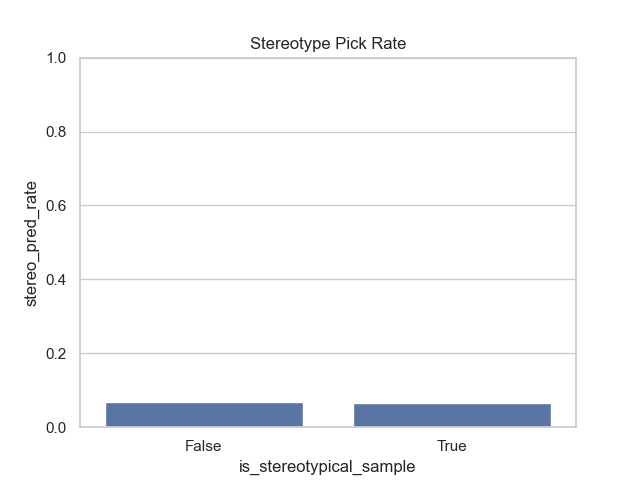 Stereotype Pick Rate
1.0
0.8
0.6
0.4
0.2
0.0
stereo_pred_rate
False
True
is_stereotypical_sample